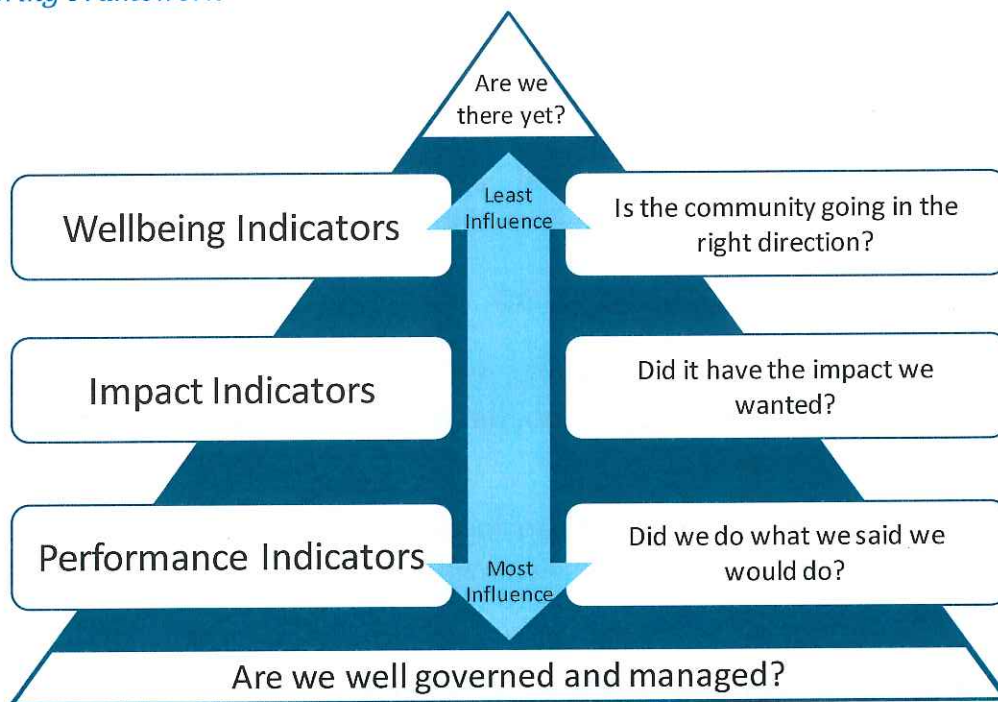 Are we
there yet?
Least
Influence
Wellbeing Indicators
Is the community going in the
right direction?
Impact Indicators
Did it have the impact we
wanted?
Performance Indicators
Did we do what we said we
would do?
Most
Influence
Are we well governed and managed?